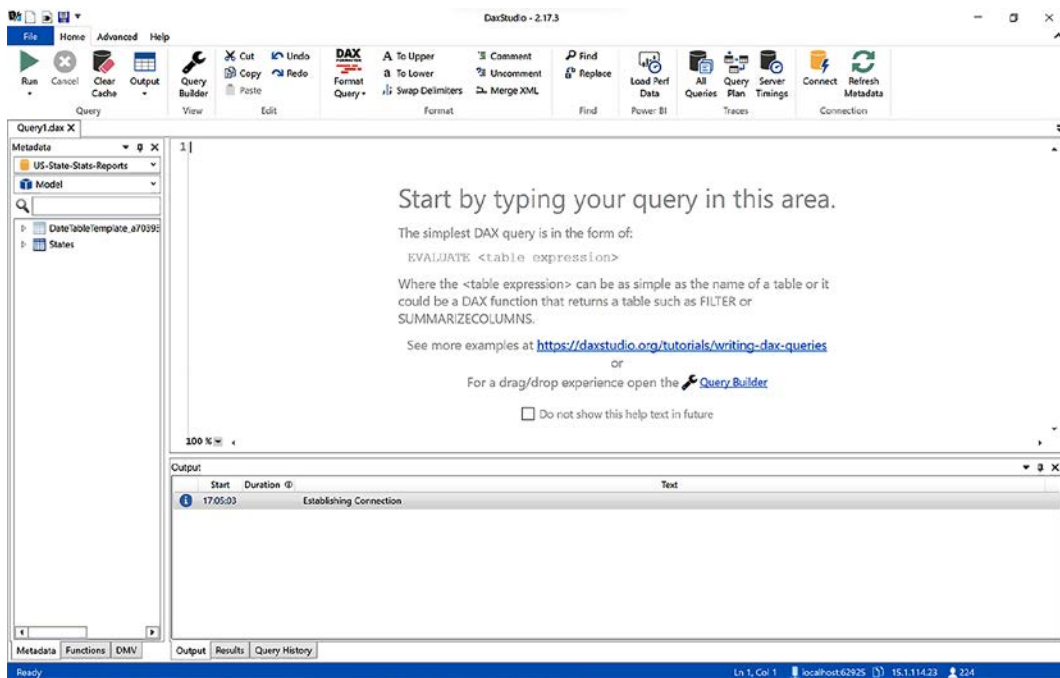 DaxStudio - 2.17.3
File Home Advanced Help
Run Cancel Clear Cache Output
Query
Query Builder
View
Cut Undo
Copy Redo
Paste
Edit
DAX
FORMATTER
Format Query
A To Upper
a To Lower
Swap Delimiters
Comment
Uncomment
Merge XML
Format
Find
Replace
Find
Load Perf Data
Power BI
All Queries Query Plan Server Timings
Traces
Connect Refresh Metadata
Connection
Query1.dax X
Metadata
US-State-Stats-Reports
Model
DateTableTemplate_a70393
States
1
Start by typing your query in this area.
The simplest DAX query is in the form of:
EVALUATE <table expression>
Where the <table expression> can be as simple as the name of a table or it
could be a DAX function that returns a table such as FILTER or
SUMMARIZECOLUMNS.
See more examples at https://daxstudio.org/tutorials/writing-dax-queries
or
For a drag/drop experience open the Query Builder
Do not show this help text in future
100 %
Output
Start Duration Text
17:05:03 Establishing Connection
Metadata Functions DMV
Output Results Query History
Ready Ln 1, Col 1 localhost:62925 15.1.114.23 224